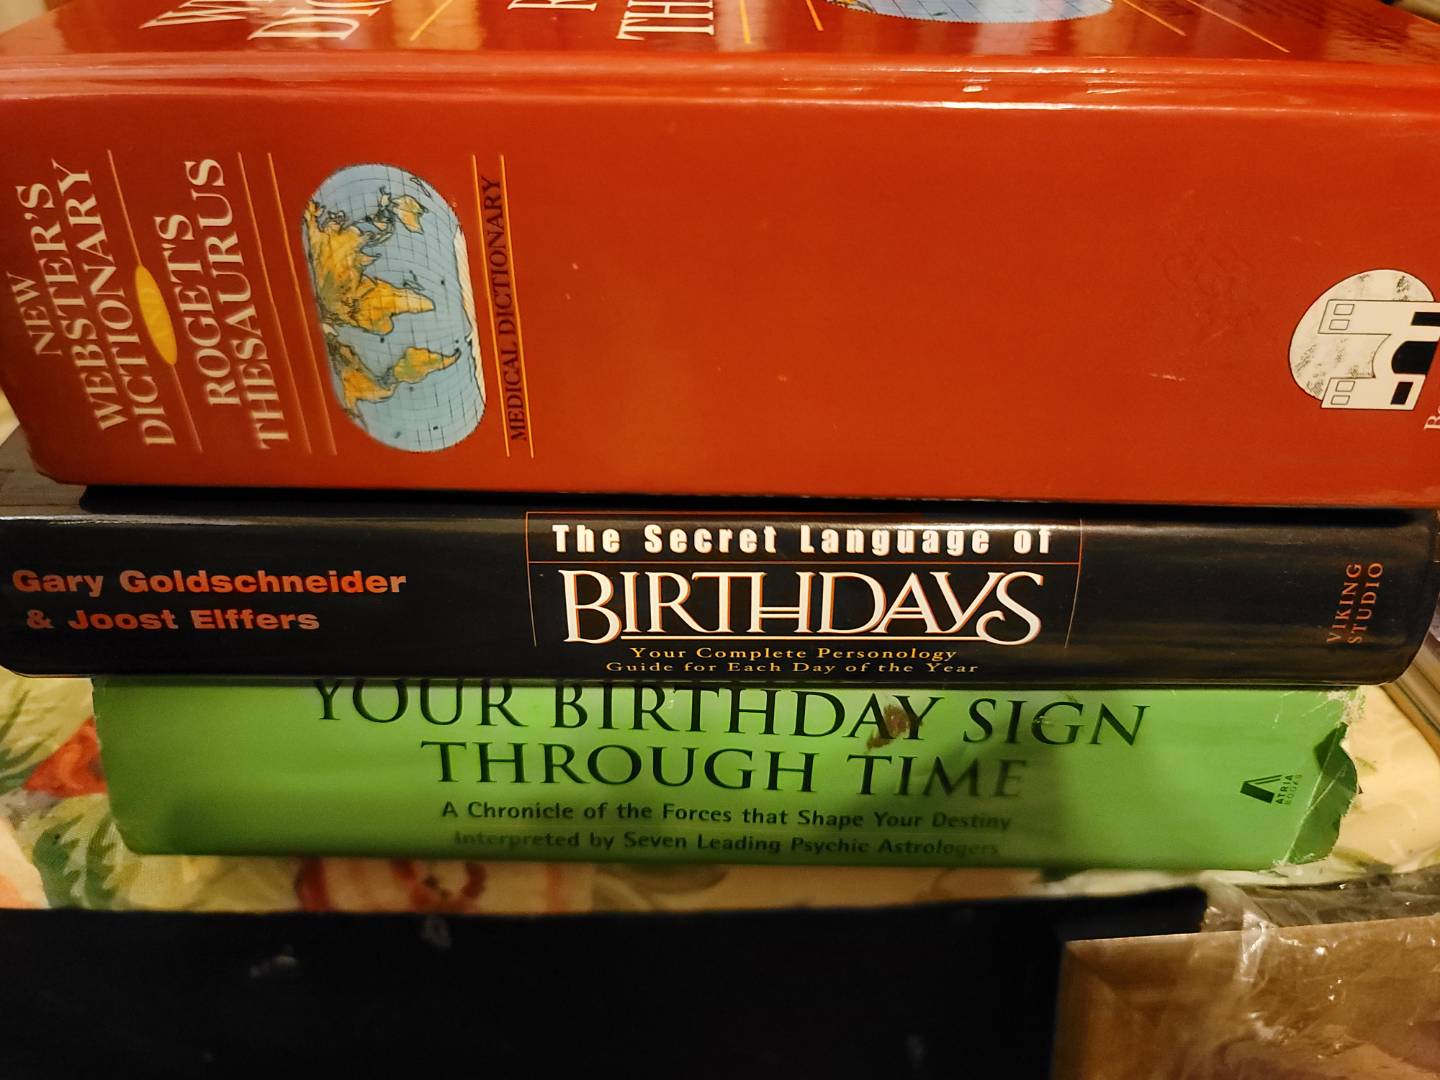 NEW
WEBSTER'S
DICTIONARY
ROGET'S
THESAURUS
MEDICAL DICTIONARY
Gary Goldschneider
& Joost Elffers
The Secret Language of
BIRTHDAYS
Your Complete Personology
Guide for Each Day of the Year
VIKING
STUDIO
YOUR BIRTHDAY SIGN
THROUGH TIME
A Chronicle of the Forces that Shape Your Destiny
Interpreted by Seven Leading Psychic Astrologers
ATRIA
BOOKS